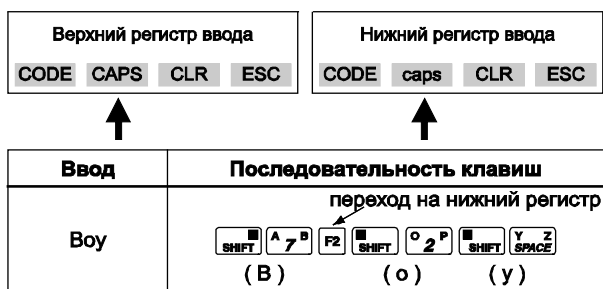 Верхний регистр ввода
CODE CAPS CLR ESC
Нижний регистр ввода
CODE caps CLR ESC
Ввод
Последовательность клавиш
переход на нижний регистр
Boy
SHIFT A 7 B F2 SHIFT O 2 P SHIFT Y Z SPACE
( B ) ( o ) ( y )